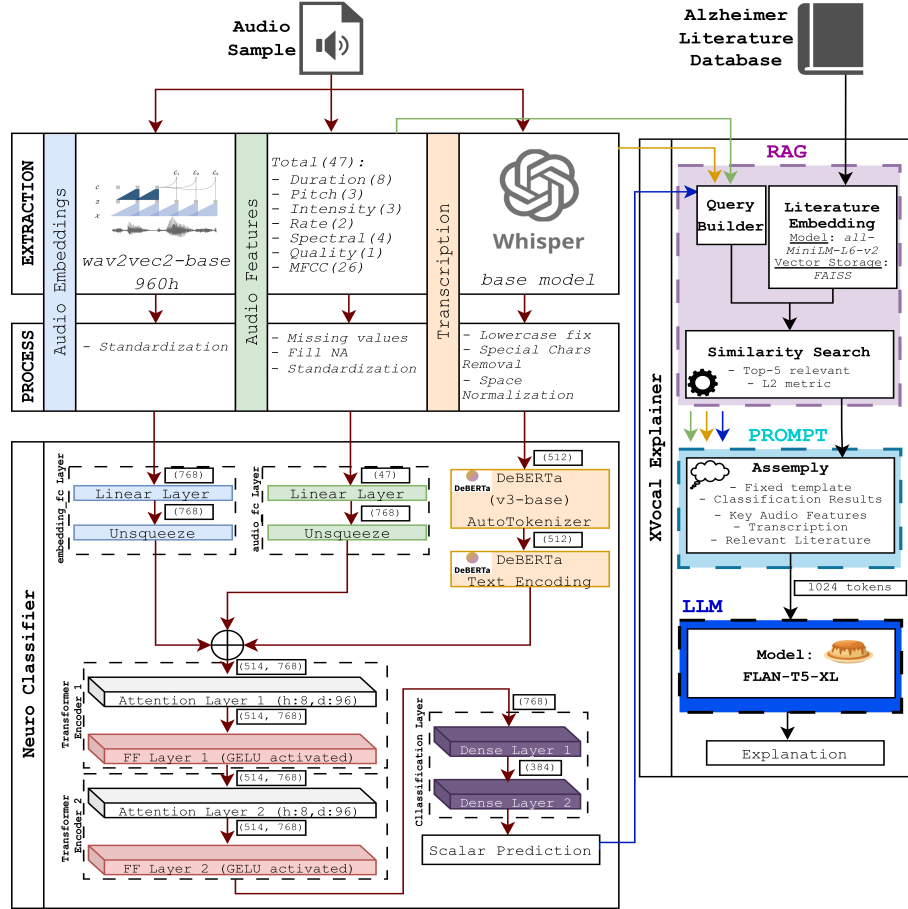 Audio
Sample
Alzheimer
Literature
Database
EXTRACTION
Audio Embeddings
wav2vec2-base
960h
Audio Features
Total(47):
- Duration(8)
- Pitch(3)
- Intensity(3)
- Rate(2)
- Spectral(4)
- Quality(1)
- MFCC(26)
Transcription
Whisper
base model
PROCESS
- Standardization
- Missing values
- Fill NA
- Standardization
- Lowercase fix
- Special Chars
Removal
- Space
Normalization
Neuro Classifier
embedding_fc Layer
(768)
Linear Layer
(768)
Unsqueeze
audio_fc Layer
(47)
Linear Layer
(768)
Unsqueeze
(512)
DeBERTa
DeBERTa
(v3-base)
AutoTokenizer
(512)
DeBERTa
DeBERTa
Text Encoding
(514, 768)
Transformer
Encoder 1
Attention Layer 1 (h:8,d:96)
(514, 768)
FF Layer 1 (GELU activated)
(514, 768)
Transformer
Encoder 2
Attention Layer 2 (h:8,d:96)
(514, 768)
FF Layer 2 (GELU activated)
Cllassification Layer
(768)
Dense Layer 1
(384)
Dense Layer 2
Scalar Prediction
XVocal Explainer
RAG
Query
Builder
Literature
Embedding
Model: all-
MiniLM-L6-v2
Vector Storage:
FAISS
Similarity Search
- Top-5 relevant
- L2 metric
PROMPT
Assemply
- Fixed template
- Classification Results
- Key Audio Features
- Transcription
- Relevant Literature
1024 tokens
LLM
Model:
FLAN-T5-XL
Explanation